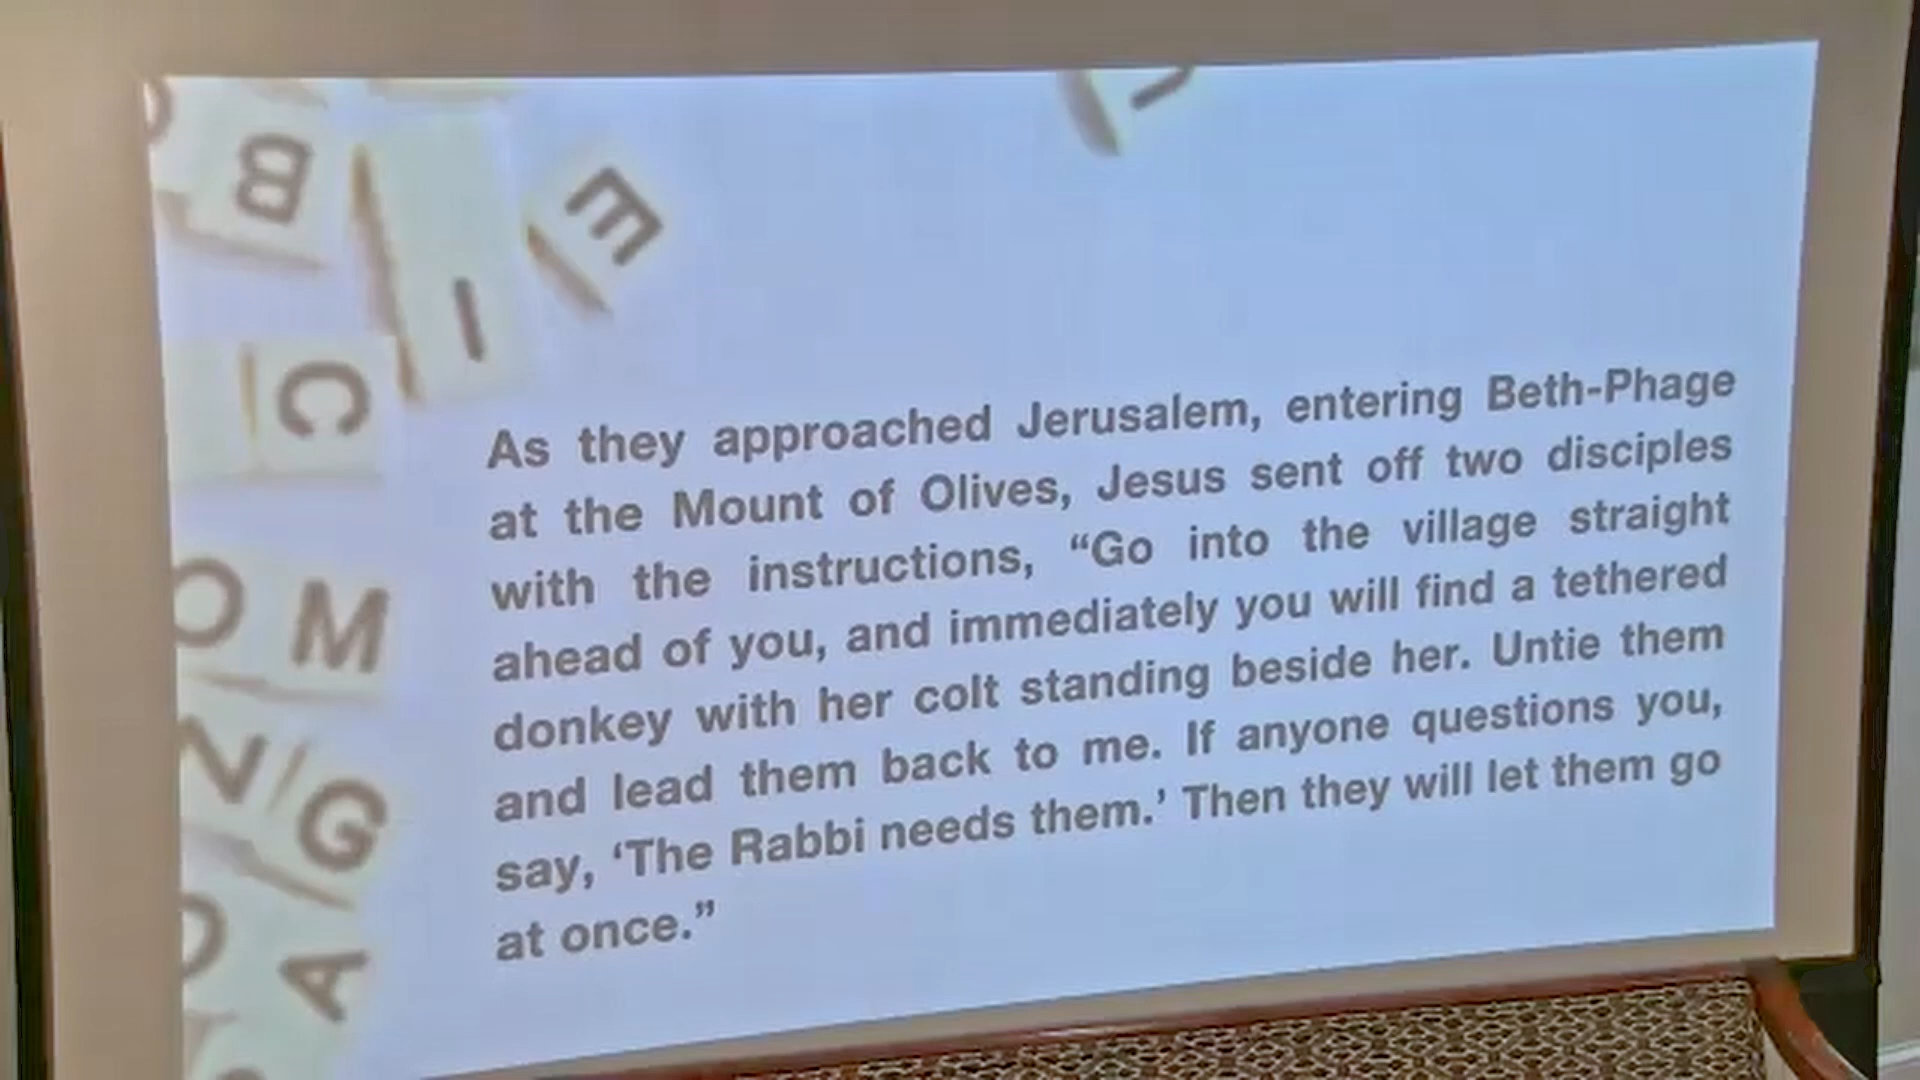 B
E
I
C
O M
N G
A
As they approached Jerusalem, entering Beth-Phage
at the Mount of Olives, Jesus sent off two disciples
with the instructions, “Go into the village straight
ahead of you, and immediately you will find a tethered
donkey with her colt standing beside her. Untie them
and lead them back to me. If anyone questions you,
say, ‘The Rabbi needs them.’ Then they will let them go
at once.”